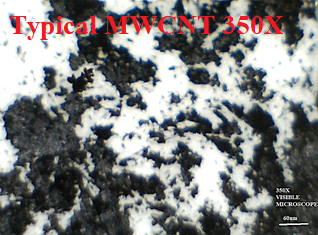 Typical MWCNT 350X
350X
VISIBLE
MICROSCOPE
60um